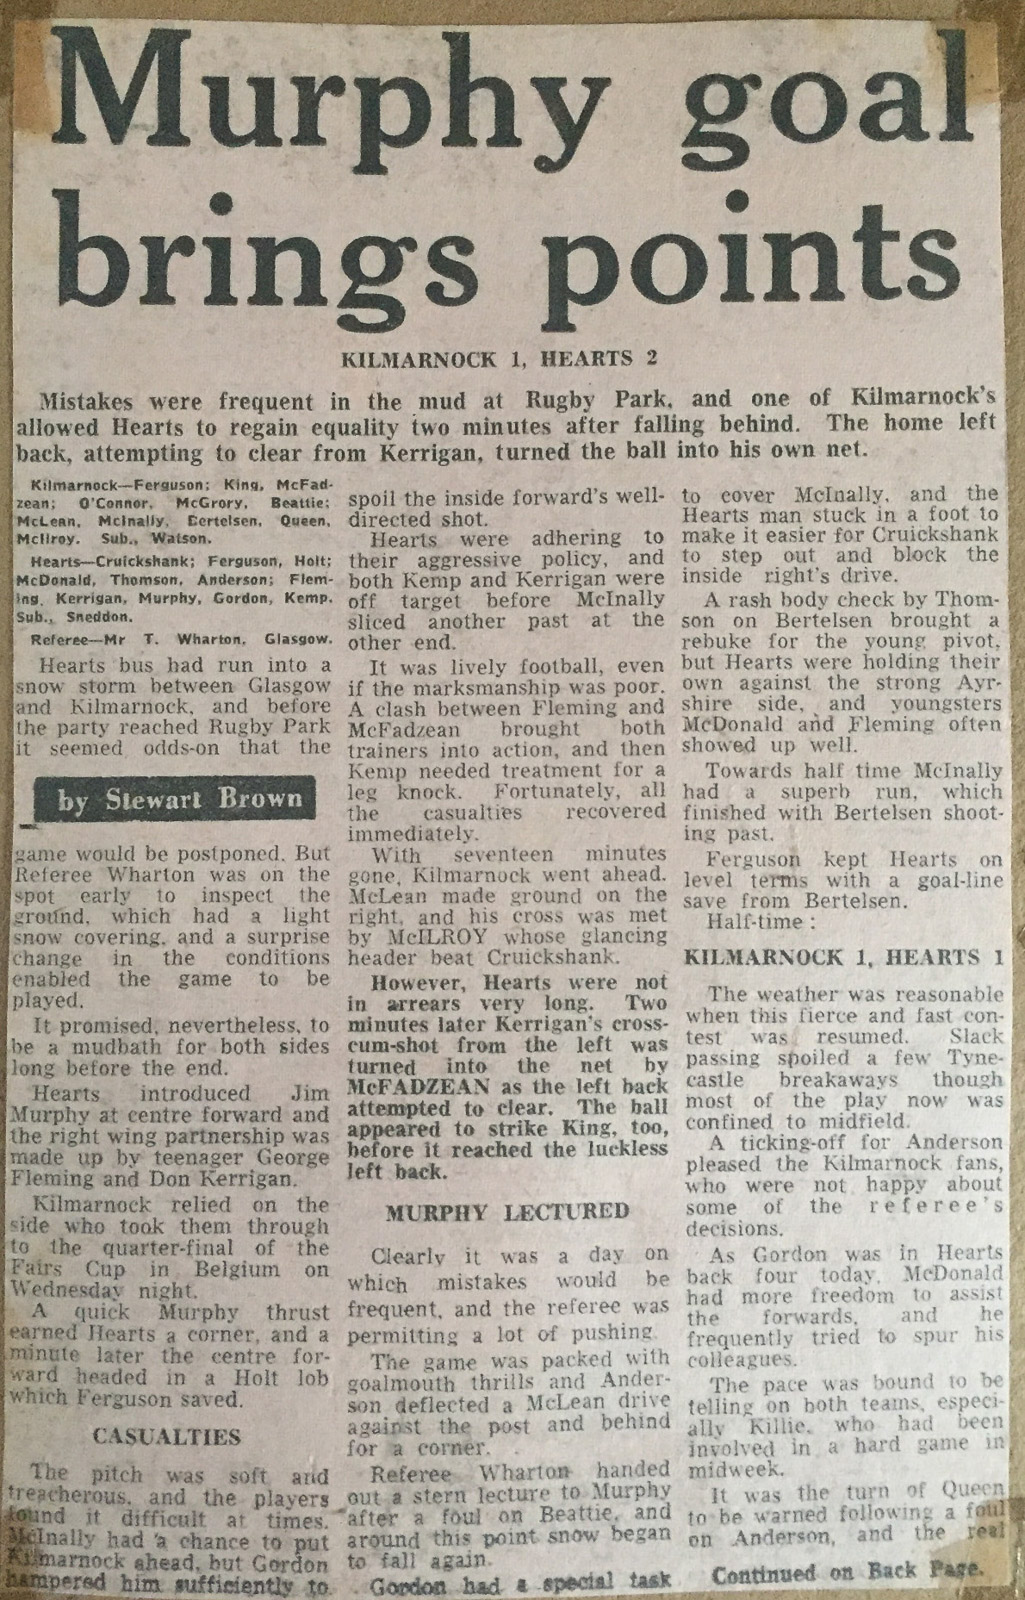 Murphy goal
brings points
KILMARNOCK 1, HEARTS 2
Mistakes were frequent in the mud at Rugby Park, and one of Kilmarnock's
allowed Hearts to regain equality two minutes after falling behind. The home left
back, attempting to clear from Kerrigan, turned the ball into his own net.
Kilmarnock—Ferguson; King, McFad-
zean; O'Connor, McGrory, Beattie;
McLean, McInally, Bertelsen, Queen,
McIlroy. Sub., Watson.
Hearts—Cruickshank; Ferguson, Holt;
McDonald, Thomson, Anderson; Flem-
ing, Kerrigan, Murphy, Gordon, Kemp.
Sub., Sneddon.
Referee—Mr T. Wharton, Glasgow.
Hearts bus had run into a
snow storm between Glasgow
and Kilmarnock, and before
the party reached Rugby Park
it seemed odds-on that the
by Stewart Brown
game would be postponed. But
Referee Wharton was on the
spot early to inspect the
ground, which had a light
snow covering, and a surprise
change in the conditions
enabled the game to be
played.
It promised, nevertheless, to
be a mudbath for both sides
long before the end.
Hearts introduced Jim
Murphy at centre forward and
the right wing partnership was
made up by teenager George
Fleming and Don Kerrigan.
Kilmarnock relied on the
side who took them through
to the quarter-final of the
Fairs Cup in Belgium on
Wednesday night.
A quick Murphy thrust
earned Hearts a corner, and a
minute later the centre for-
ward headed in a Holt lob
which Ferguson saved.
CASUALTIES
The pitch was soft and
treacherous, and the players
found it difficult at times.
McInally had a chance to put
Kilmarnock ahead, but Gordon
hampered him sufficiently to
spoil the inside forward's well-
directed shot.
Hearts were adhering to
their aggressive policy, and
both Kemp and Kerrigan were
off target before McInally
sliced another past at the
other end.
It was lively football, even
if the marksmanship was poor.
A clash between Fleming and
McFadzean brought both
trainers into action, and then
Kemp needed treatment for a
leg knock. Fortunately, all
the casualties recovered
immediately.
With seventeen minutes
gone, Kilmarnock went ahead.
McLean made ground on the
right, and his cross was met
by McILROY whose glancing
header beat Cruickshank.
However, Hearts were not
in arrears very long. Two
minutes later Kerrigan's cross-
cum-shot from the left was
turned into the net by
McFADZEAN as the left back
attempted to clear. The ball
appeared to strike King, too,
before it reached the luckless
left back.
MURPHY LECTURED
Clearly it was a day on
which mistakes would be
frequent, and the referee was
permitting a lot of pushing.
The game was packed with
goalmouth thrills and Ander-
son deflected a McLean drive
against the post and behind
for a corner.
Referee Wharton handed
out a stern lecture to Murphy
after a foul on Beattie, and
around this point snow began
to fall again.
Gordon had a special task
to cover McInally, and the
Hearts man stuck in a foot to
make it easier for Cruickshank
to step out and block the
inside right's drive.
A rash body check by Thom-
son on Bertelsen brought a
rebuke for the young pivot,
but Hearts were holding their
own against the strong Ayr-
shire side, and youngsters
McDonald and Fleming often
showed up well.
Towards half time McInally
had a superb run, which
finished with Bertelsen shoot-
ing past.
Ferguson kept Hearts on
level terms with a goal-line
save from Bertelsen.
Half-time :
KILMARNOCK 1, HEARTS 1
The weather was reasonable
when this fierce and fast con-
test was resumed. Slack
passing spoiled a few Tyne-
castle breakaways though
most of the play now was
confined to midfield.
A ticking-off for Anderson
pleased the Kilmarnock fans,
who were not happy about
some of the referee's
decisions.
As Gordon was in Hearts
back four today, McDonald
had more freedom to assist
the forwards, and he
frequently tried to spur his
colleagues.
The pace was bound to be
telling on both teams, especi-
ally Killie, who had been
involved in a hard game in
midweek.
It was the turn of Queen
to be warned following a foul
on Anderson, and the real
Continued on Back Page.